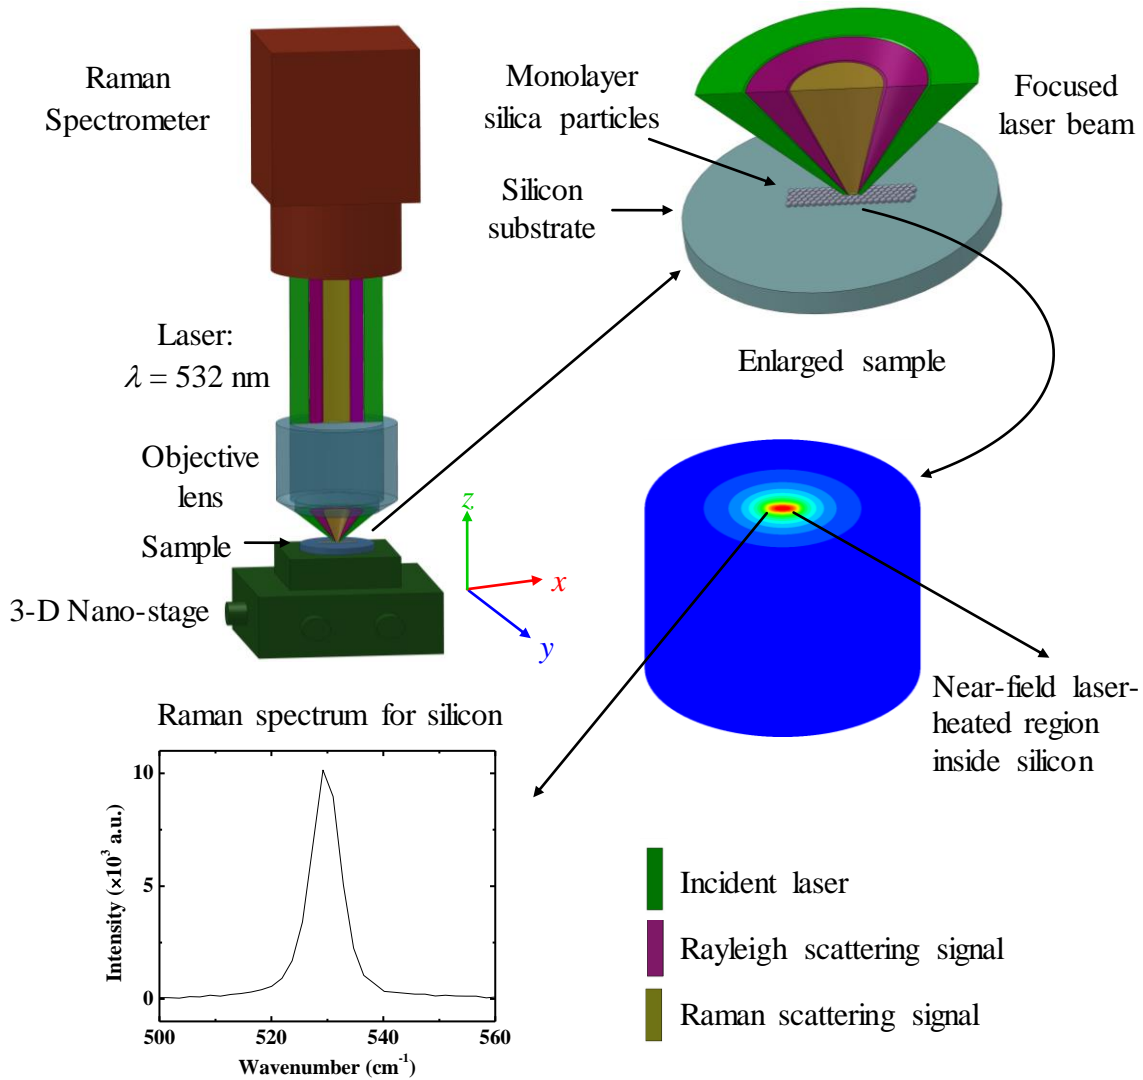 Raman
Spectrometer
Monolayer
silica particles
Focused
laser beam
Silicon
substrate
Laser:
λ = 532 nm
Enlarged sample
Objective
lens
Sample
3-D Nano-stage
z
x
y
Near-field laser-
heated region
inside silicon
Raman spectrum for silicon
Intensity (×10³ a.u.)
10
5
0
500
520
540
560
Wavenumber (cm⁻¹)
Incident laser
Rayleigh scattering signal
Raman scattering signal